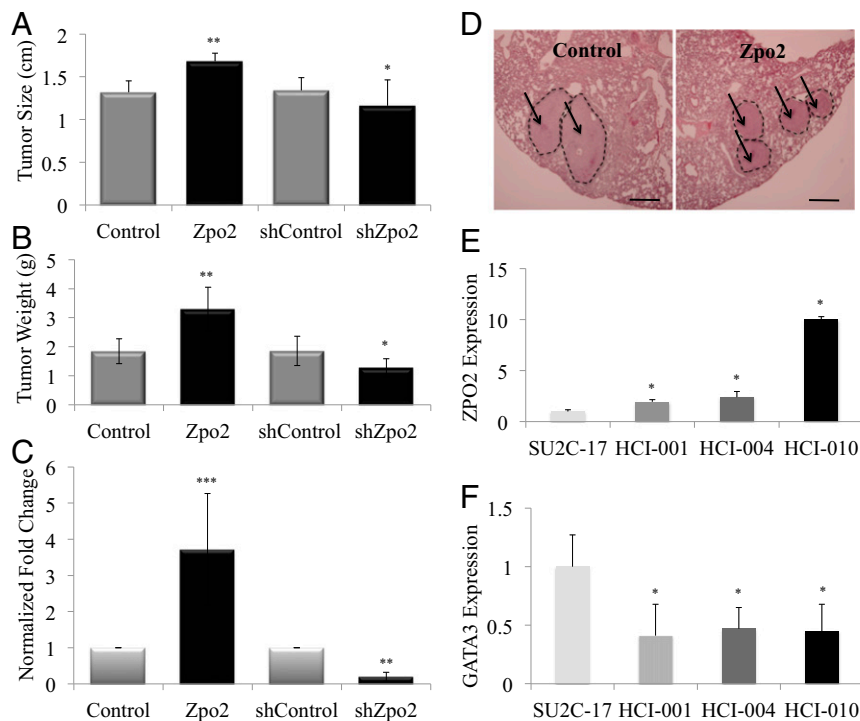 A
Tumor Size (cm)
2
1.5
1
0.5
0
**
*
Control Zpo2 shControl shZpo2
B
Tumor Weight (g)
5
4
3
2
1
0
**
*
Control Zpo2 shControl shZpo2
C
Normalized Fold Change
6
5
4
3
2
1
0
***
**
Control Zpo2 shControl shZpo2
D
Control Zpo2
E
ZPO2 Expression
15
10
5
0
* * *
SU2C-17 HCI-001 HCI-004 HCI-010
F
GATA3 Expression
1.5
1
0.5
0
* * *
SU2C-17 HCI-001 HCI-004 HCI-010